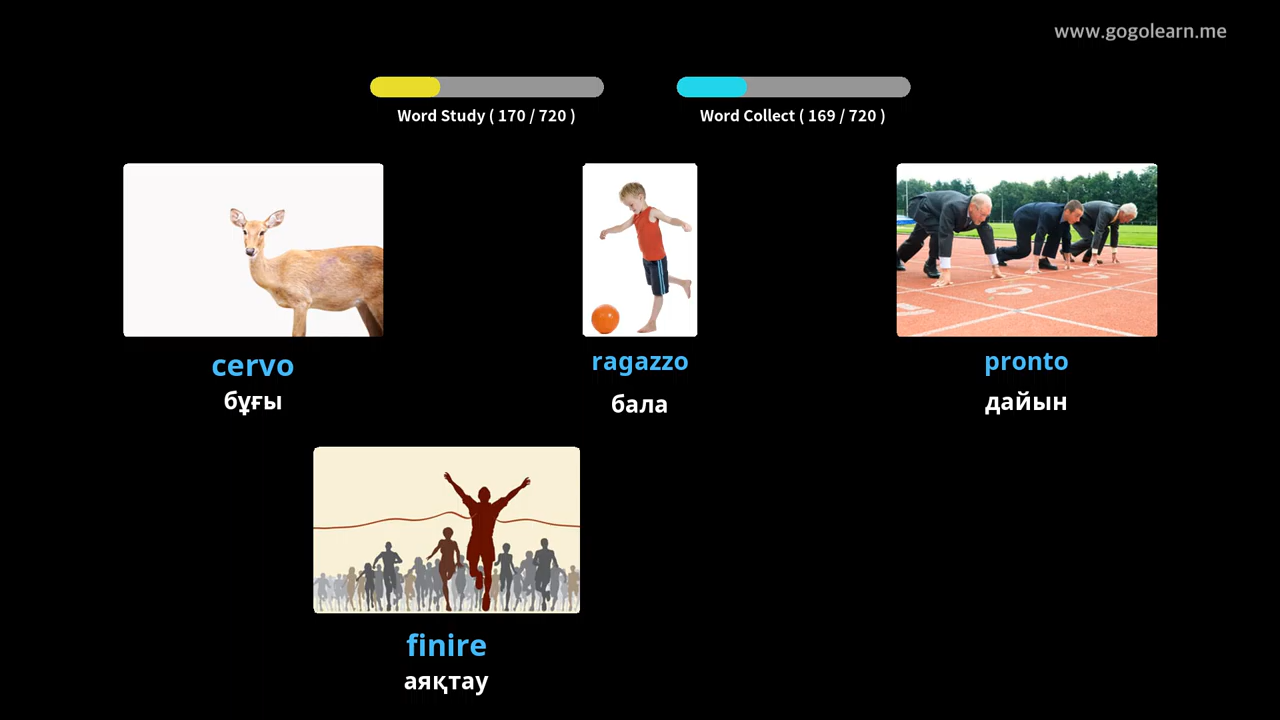 www.gogolearn.me
Word Study ( 170 / 720 )
Word Collect ( 169 / 720 )
cervo
бұғы
ragazzo
бала
pronto
дайын
finire
аяқтау